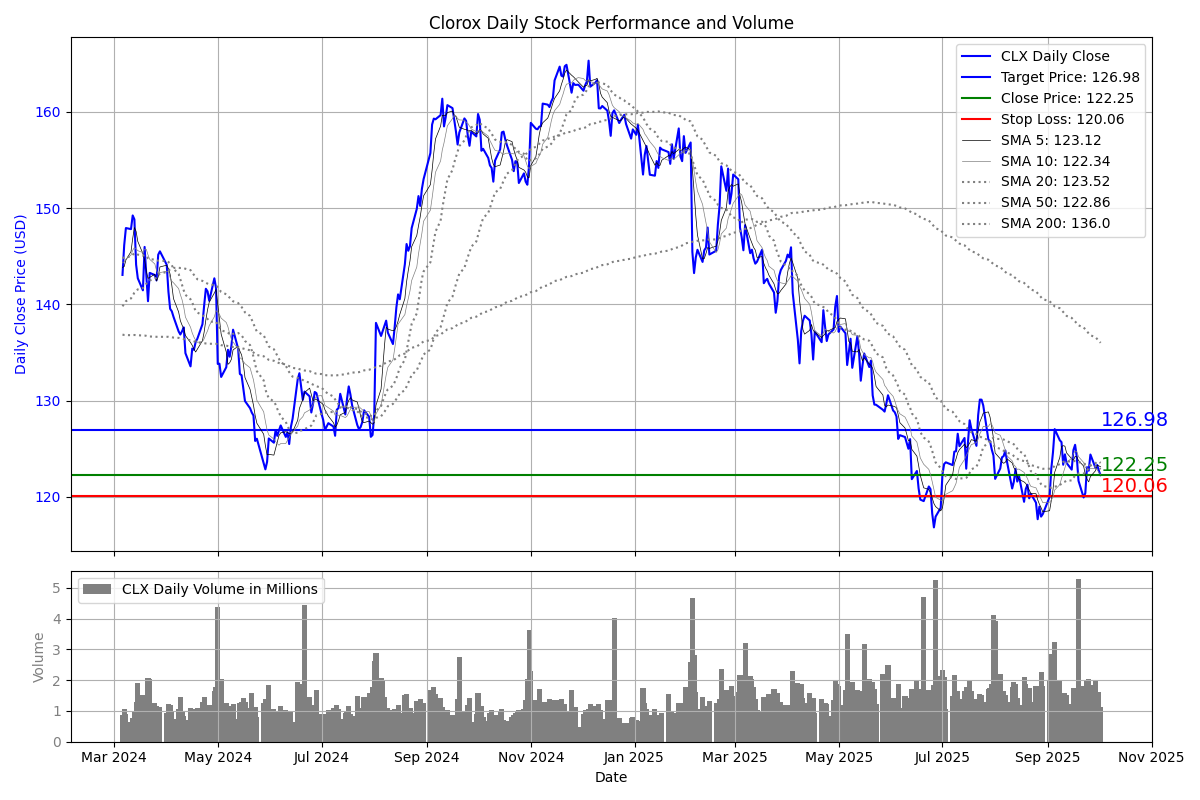 Clorox Daily Stock Performance and Volume
Daily Close Price (USD)
160
150
140
130
120
CLX Daily Close
Target Price: 126.98
Close Price: 122.25
Stop Loss: 120.06
SMA 5: 123.12
SMA 10: 122.34
SMA 20: 123.52
SMA 50: 122.86
SMA 200: 136.0
126.98
122.25
120.06
Volume
5
4
3
2
1
0
CLX Daily Volume in Millions
Mar 2024 May 2024 Jul 2024 Sep 2024 Nov 2024 Jan 2025 Mar 2025 May 2025 Jul 2025 Sep 2025 Nov 2025
Date